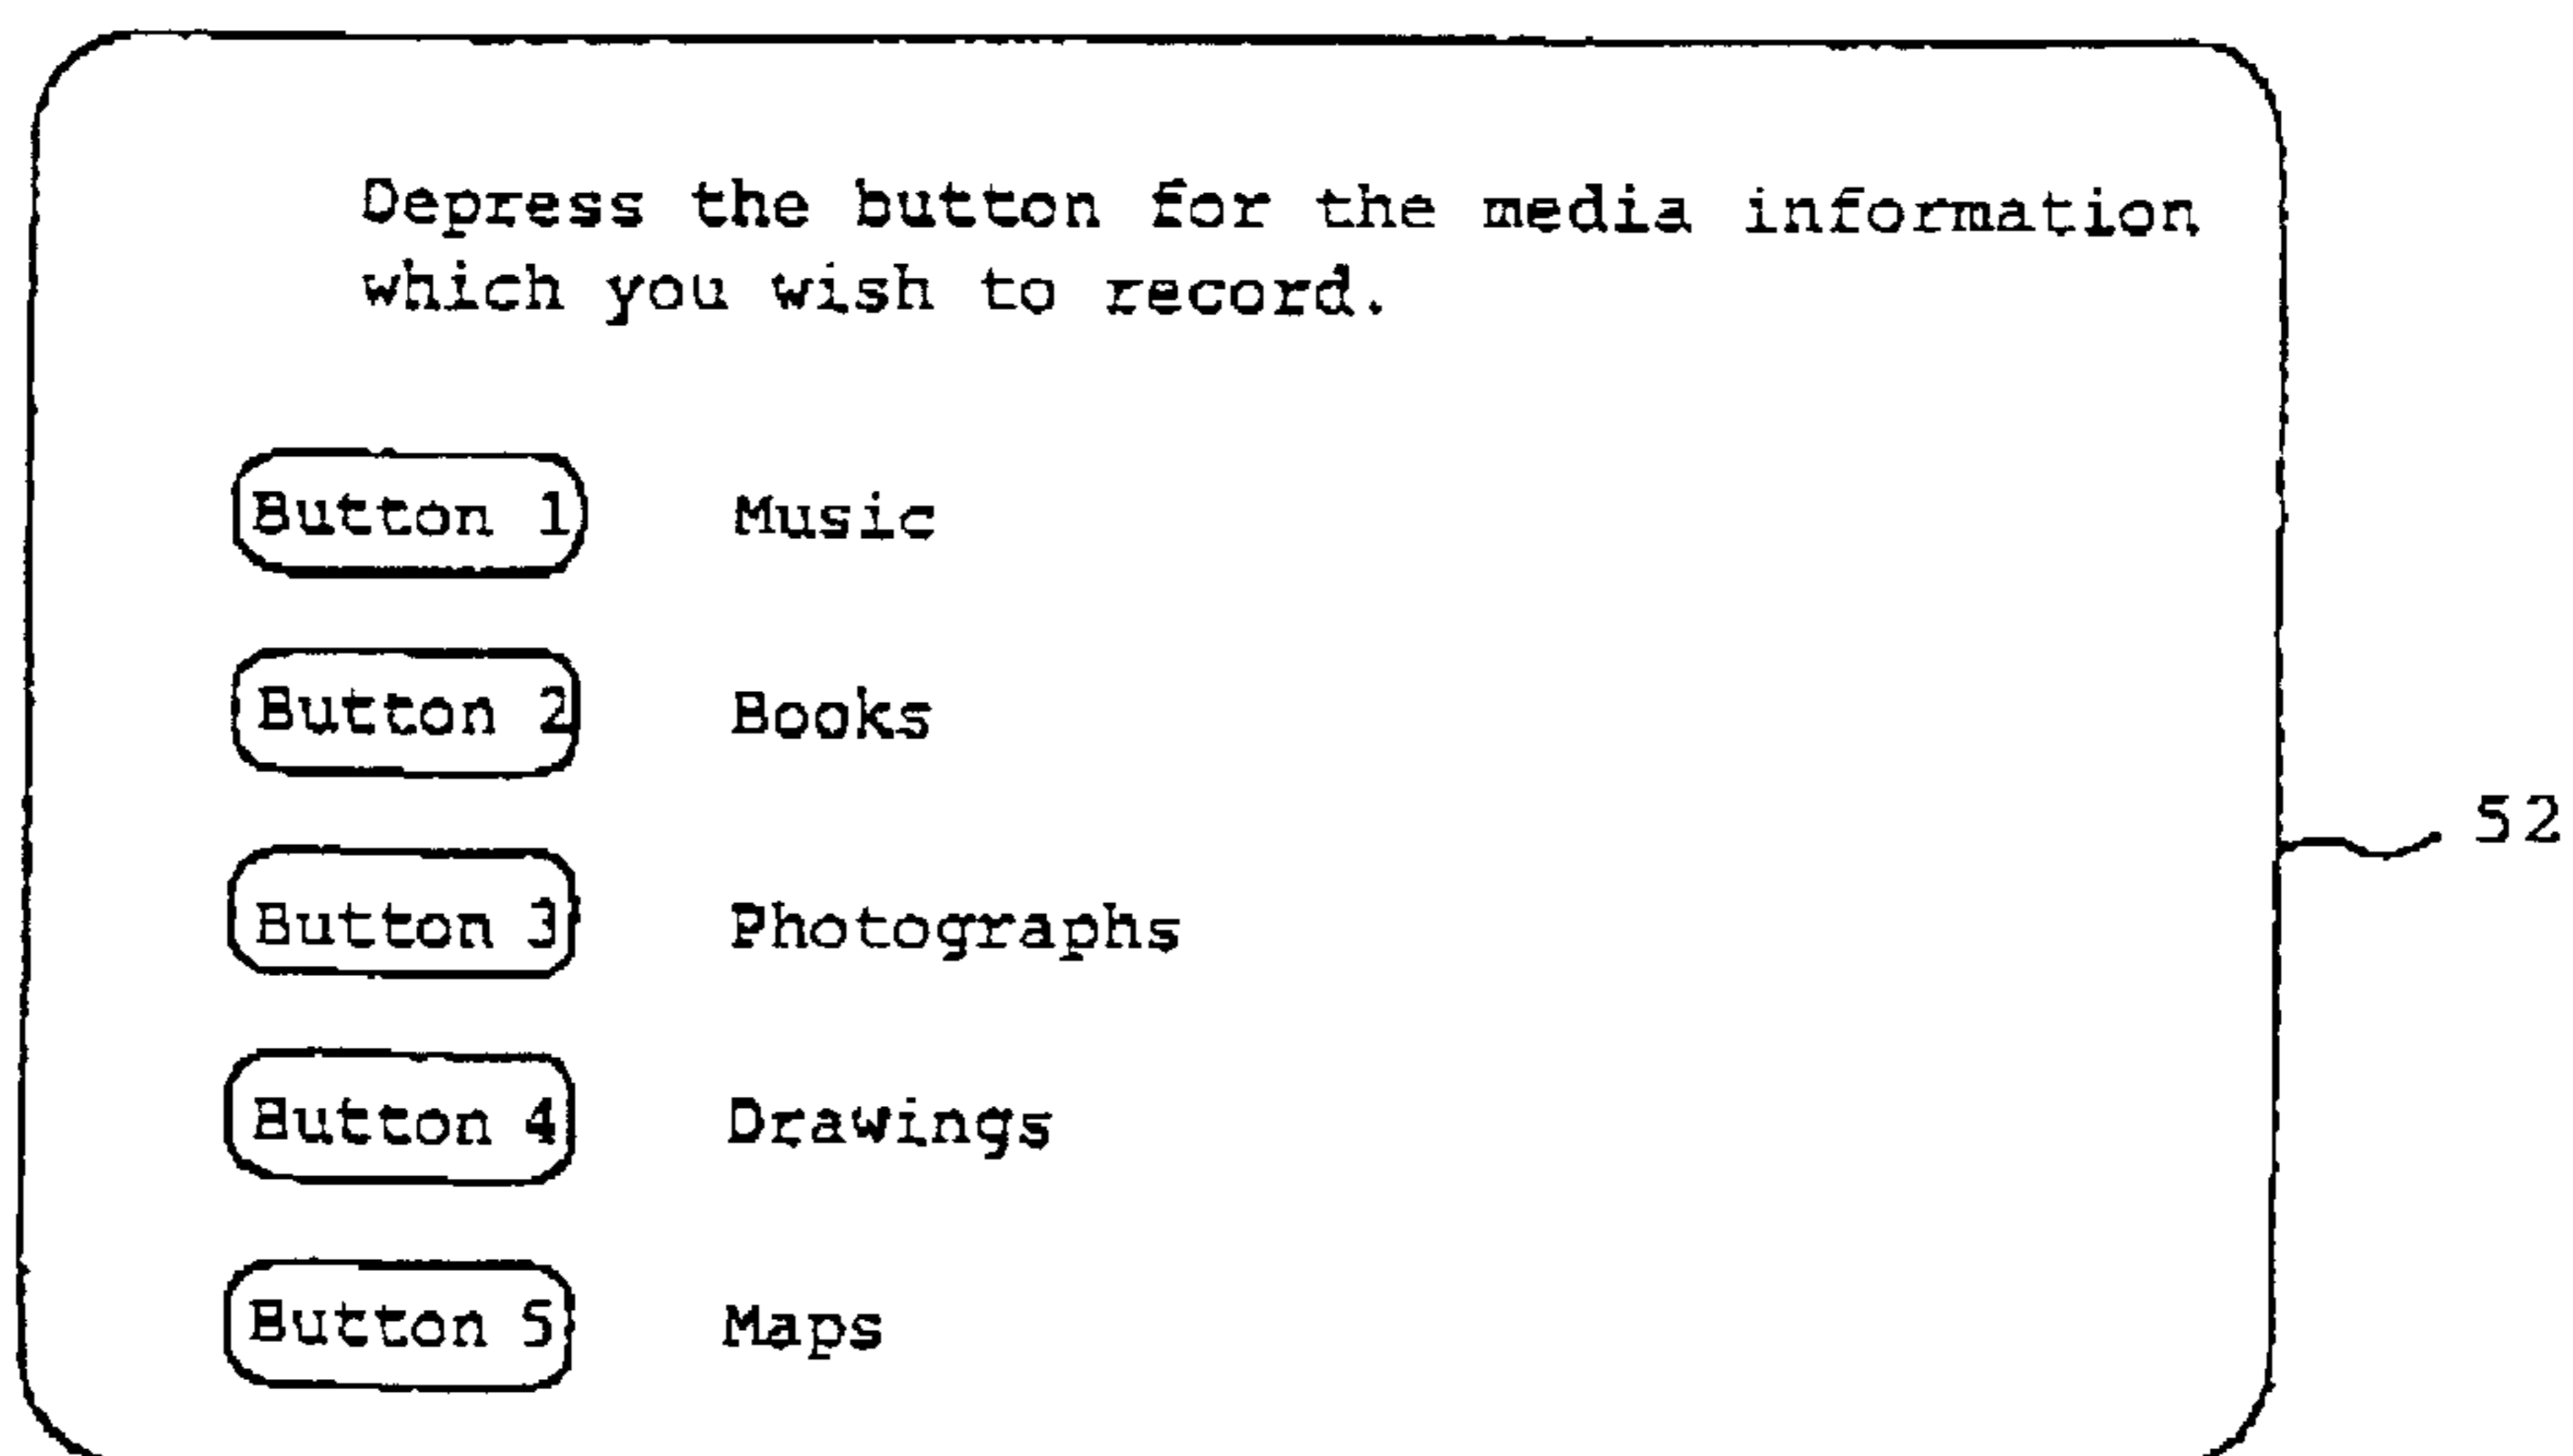 Depress the button for the media information
which you wish to record.
Button 1 Music
Button 2 Books
Button 3 Photographs
52
Button 4 Drawings
Button 5 Maps